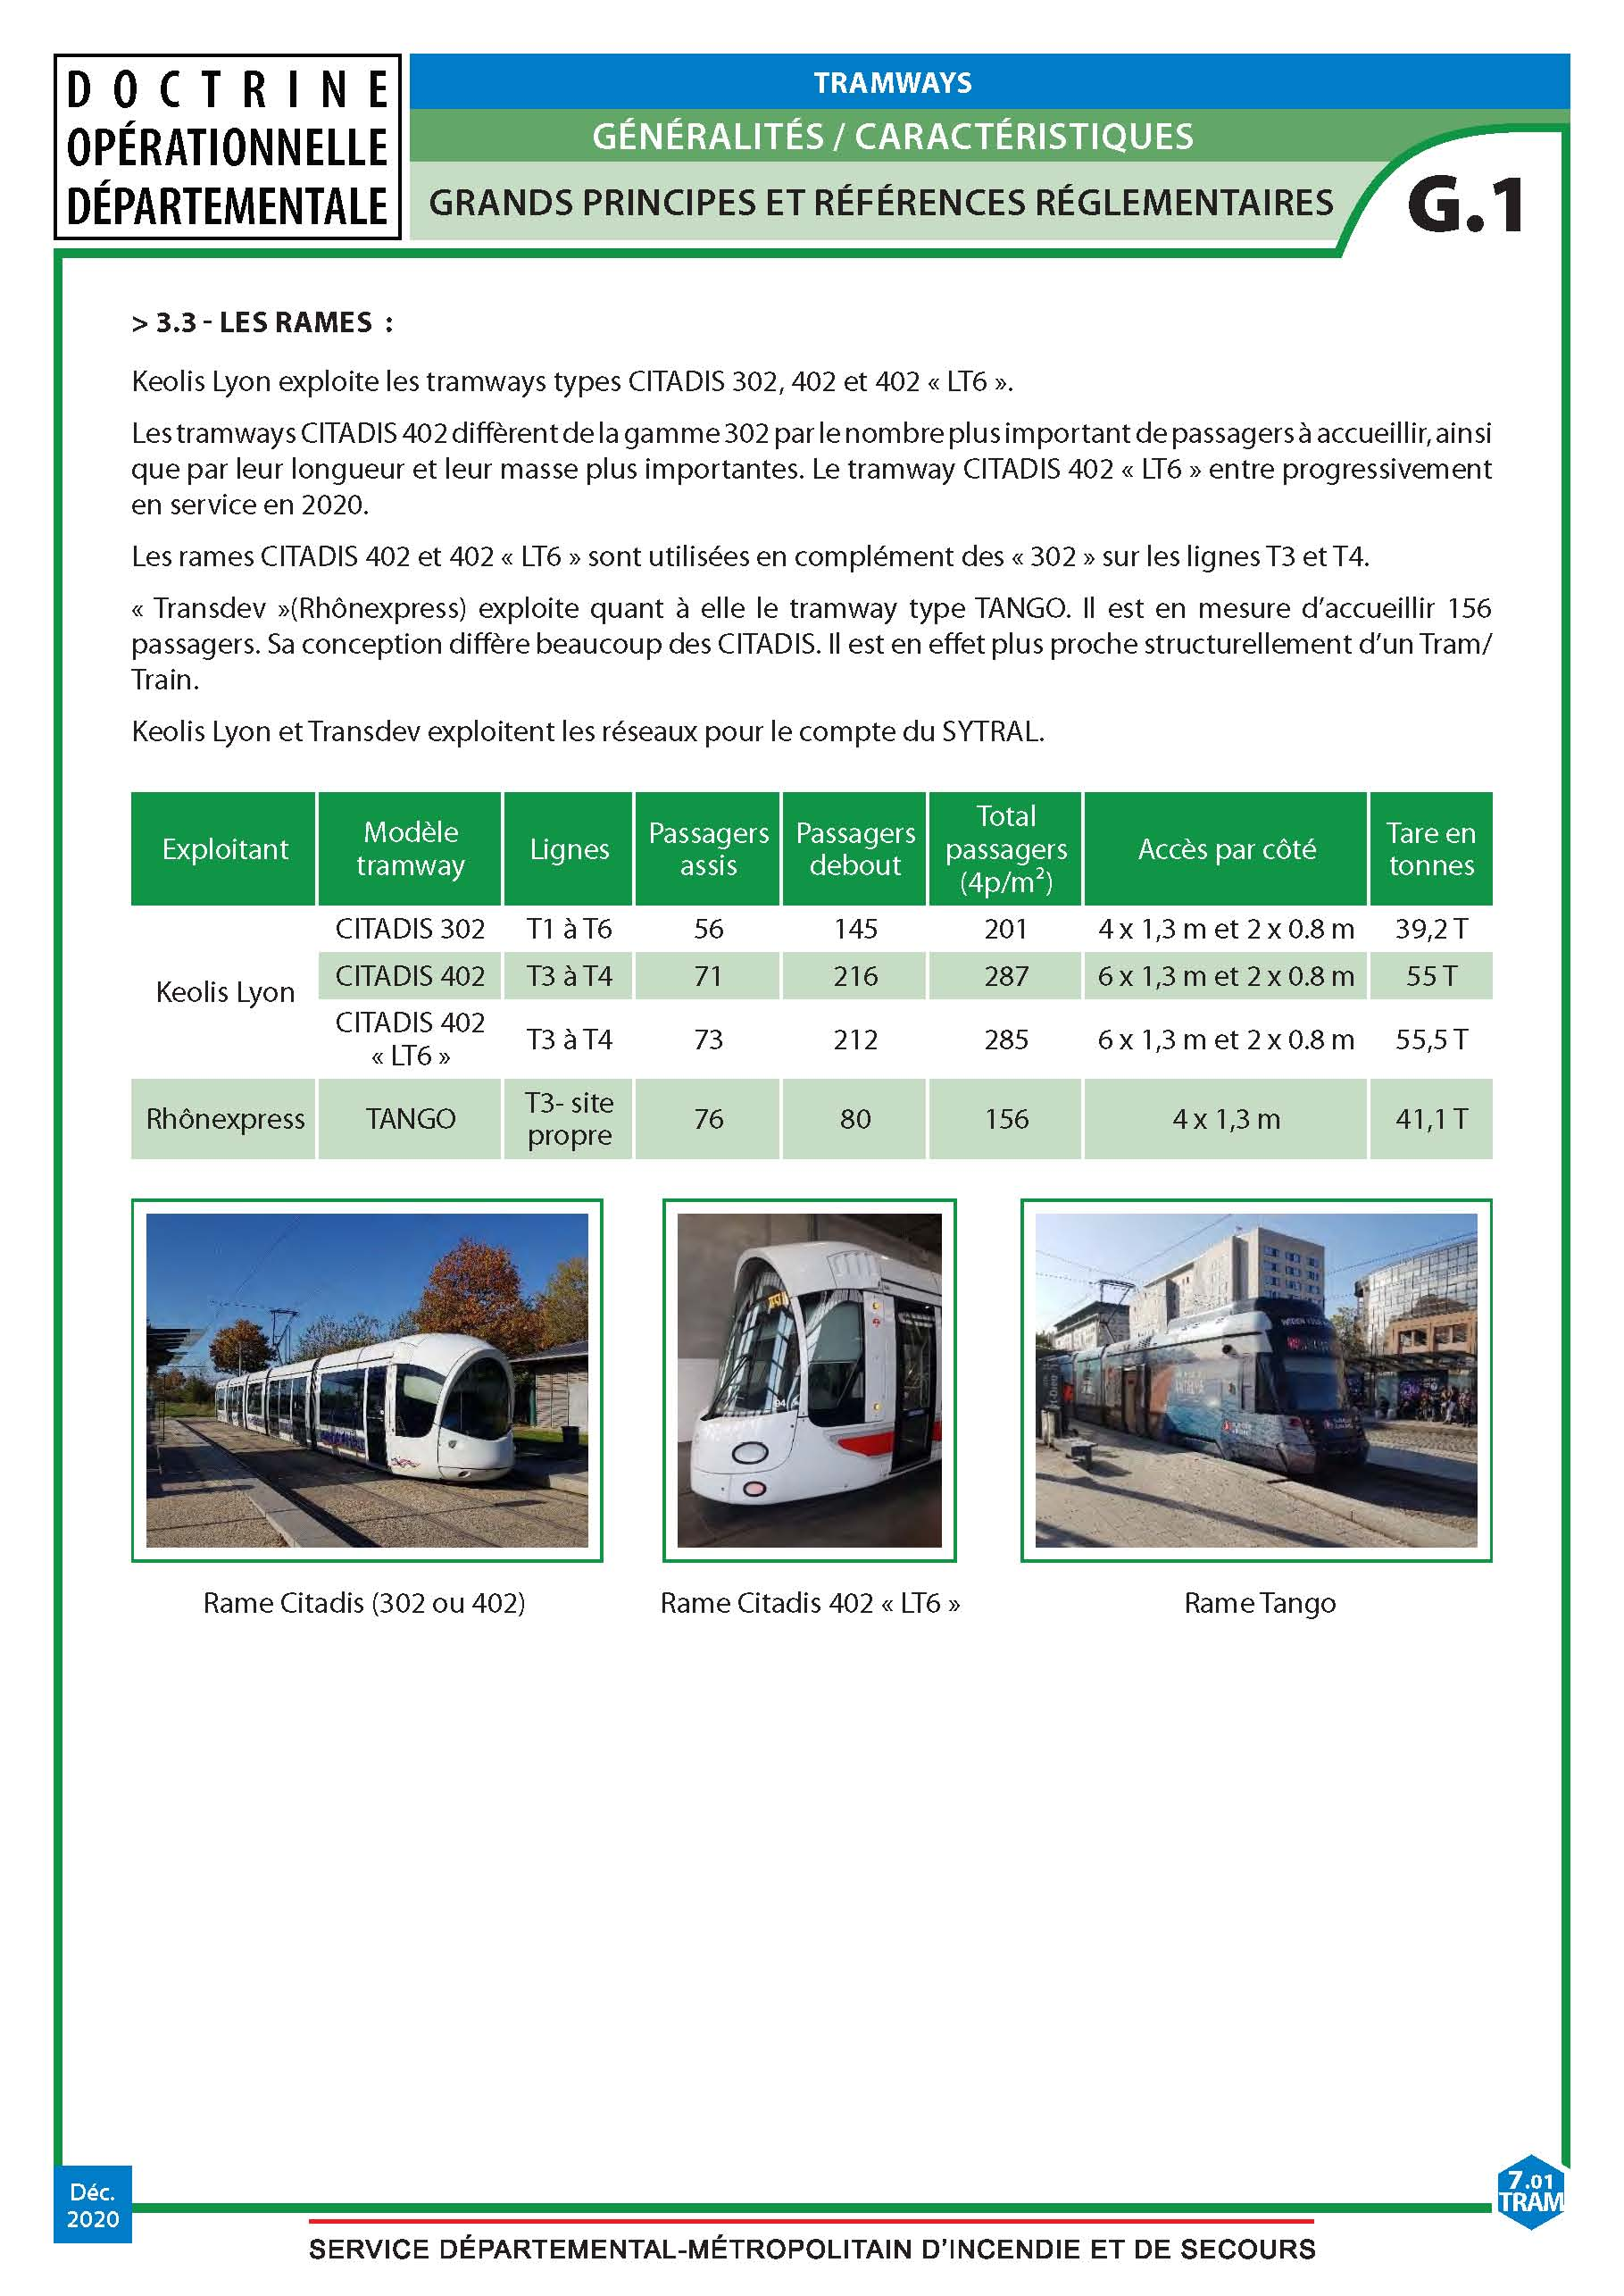 DOCTRINE
OPÉRATIONNELLE
DÉPARTEMENTALE
TRAMWAYS
GÉNÉRALITÉS / CARACTÉRISTIQUES
GRANDS PRINCIPES ET RÉFÉRENCES RÉGLEMENTAIRES
G.1
> 3.3 - LES RAMES :
Keolis Lyon exploite les tramways types CITADIS 302, 402 et 402 « LT6 ».
Les tramways CITADIS 402 diffèrent de la gamme 302 par le nombre plus important de passagers à accueillir, ainsi
que par leur longueur et leur masse plus importantes. Le tramway CITADIS 402 « LT6 » entre progressivement
en service en 2020.
Les rames CITADIS 402 et 402 « LT6 » sont utilisées en complément des « 302 » sur les lignes T3 et T4.
« Transdev »(Rhônexpress) exploite quant à elle le tramway type TANGO. Il est en mesure d’accueillir 156
passagers. Sa conception diffère beaucoup des CITADIS. Il est en effet plus proche structurellement d’un Tram/
Train.
Keolis Lyon et Transdev exploitent les réseaux pour le compte du SYTRAL.
Exploitant Modèle tramway Lignes Passagers assis Passagers debout Total passagers (4p/m²) Accès par côté Tare en tonnes
Keolis Lyon CITADIS 302 T1 à T6 56 145 201 4 x 1,3 m et 2 x 0.8 m 39,2 T
CITADIS 402 T3 à T4 71 216 287 6 x 1,3 m et 2 x 0.8 m 55 T
CITADIS 402 « LT6 » T3 à T4 73 212 285 6 x 1,3 m et 2 x 0.8 m 55,5 T
Rhônexpress TANGO T3- site propre 76 80 156 4 x 1,3 m 41,1 T
Rame Citadis (302 ou 402)
Rame Citadis 402 « LT6 »
Rame Tango
Déc.
2020
7.01
TRAM
SERVICE DÉPARTEMENTAL-MÉTROPOLITAIN D’INCENDIE ET DE SECOURS